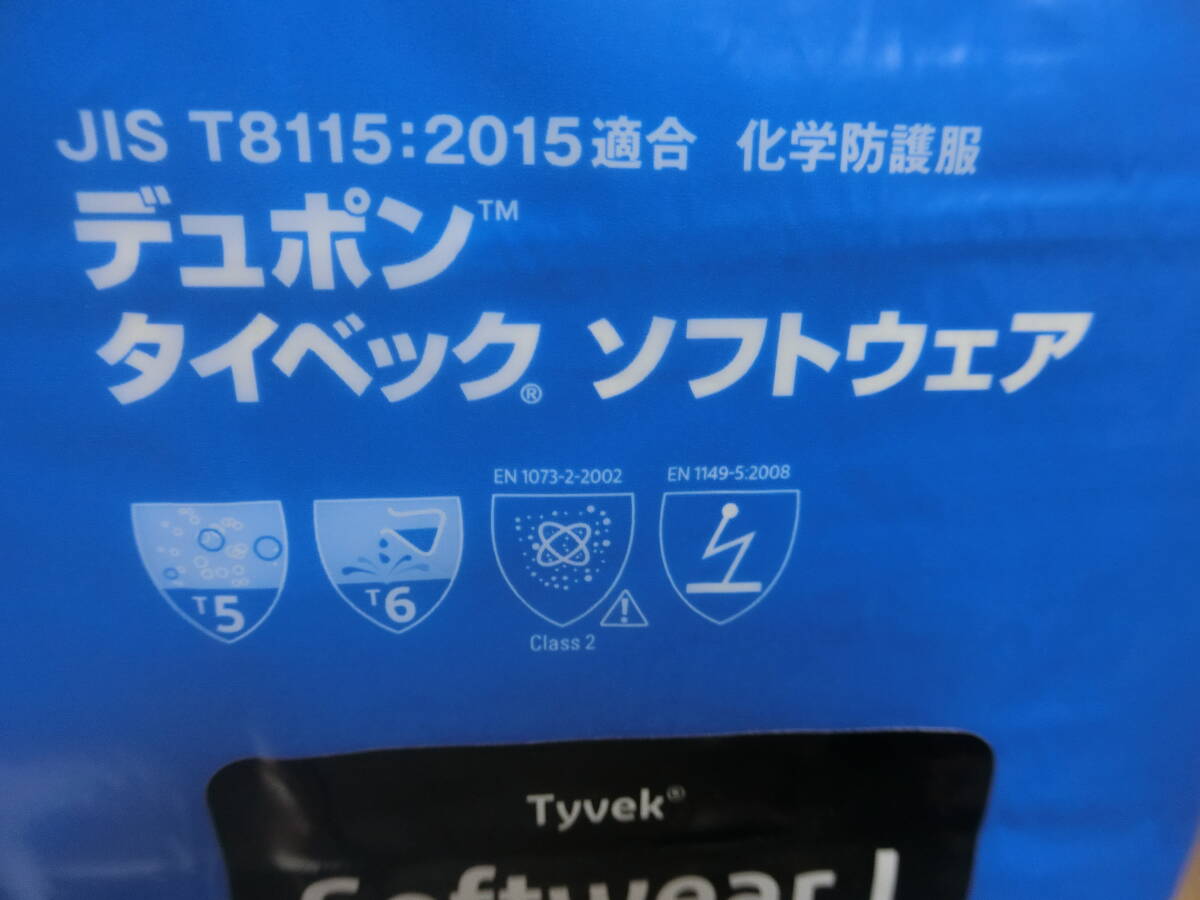 JIS T8115:2015適合 化学防護服
デュポン™
タイベック® ソフトウェア
EN 1073-2-2002 EN 1149-5:2008
T5 T6
Class 2
Tyvek®
Softwear I